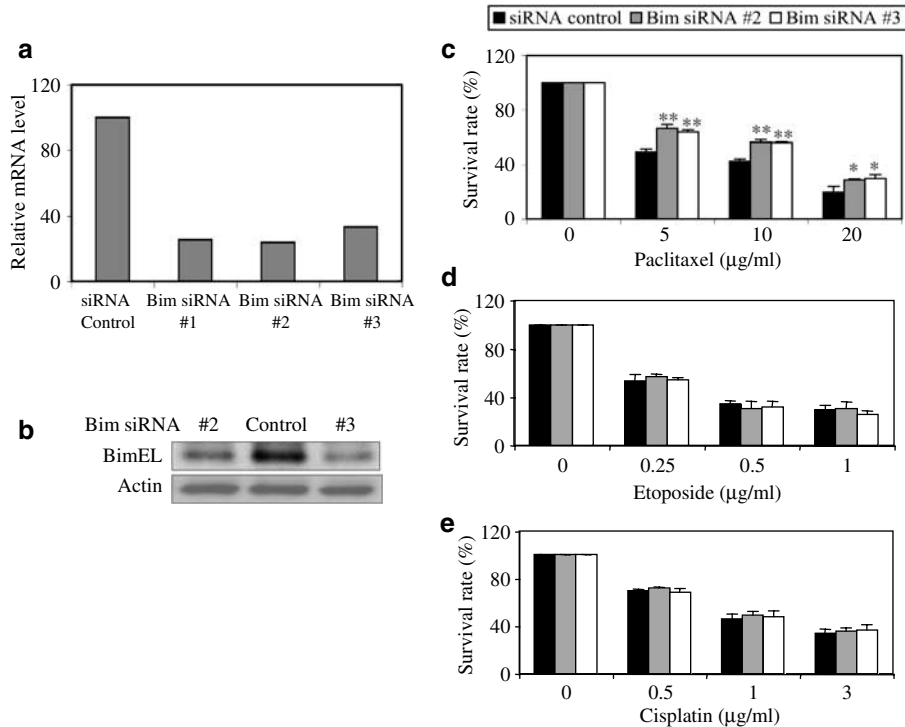 siRNA control Bim siRNA #2 Bim siRNA #3
a
120
80
40
0
Relative mRNA level
siRNA Control
Bim siRNA #1
Bim siRNA #2
Bim siRNA #3
b
Bim siRNA #2 Control #3
BimEL
Actin
c
120
80
40
0
Survival rate (%)
** **
** **
* *
0 5 10 20
Paclitaxel (μg/ml)
d
120
80
40
0
Survival rate (%)
0 0.25 0.5 1
Etoposide (μg/ml)
e
120
80
40
0
Survival rate (%)
0 0.5 1 3
Cisplatin (μg/ml)